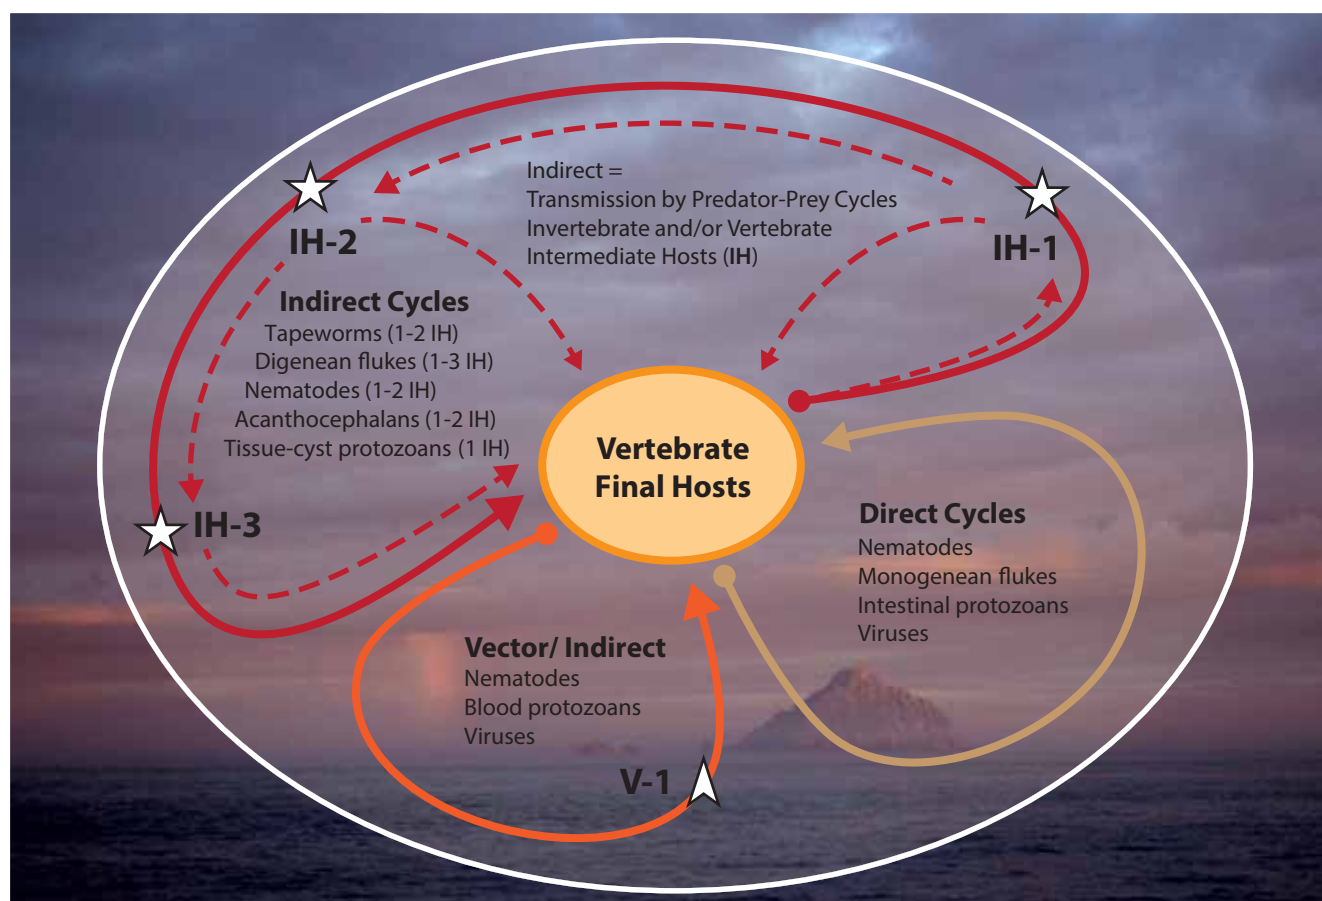 Indirect =
Transmission by Predator-Prey Cycles
Invertebrate and/or Vertebrate
Intermediate Hosts (IH)
IH-2
IH-1
Indirect Cycles
Tapeworms (1-2 IH)
Digenean flukes (1-3 IH)
Nematodes (1-2 IH)
Acanthocephalans (1-2 IH)
Tissue-cyst protozoans (1 IH)
IH-3
Vertebrate
Final Hosts
Direct Cycles
Nematodes
Monogenean flukes
Intestinal protozoans
Viruses
Vector/ Indirect
Nematodes
Blood protozoans
Viruses
V-1